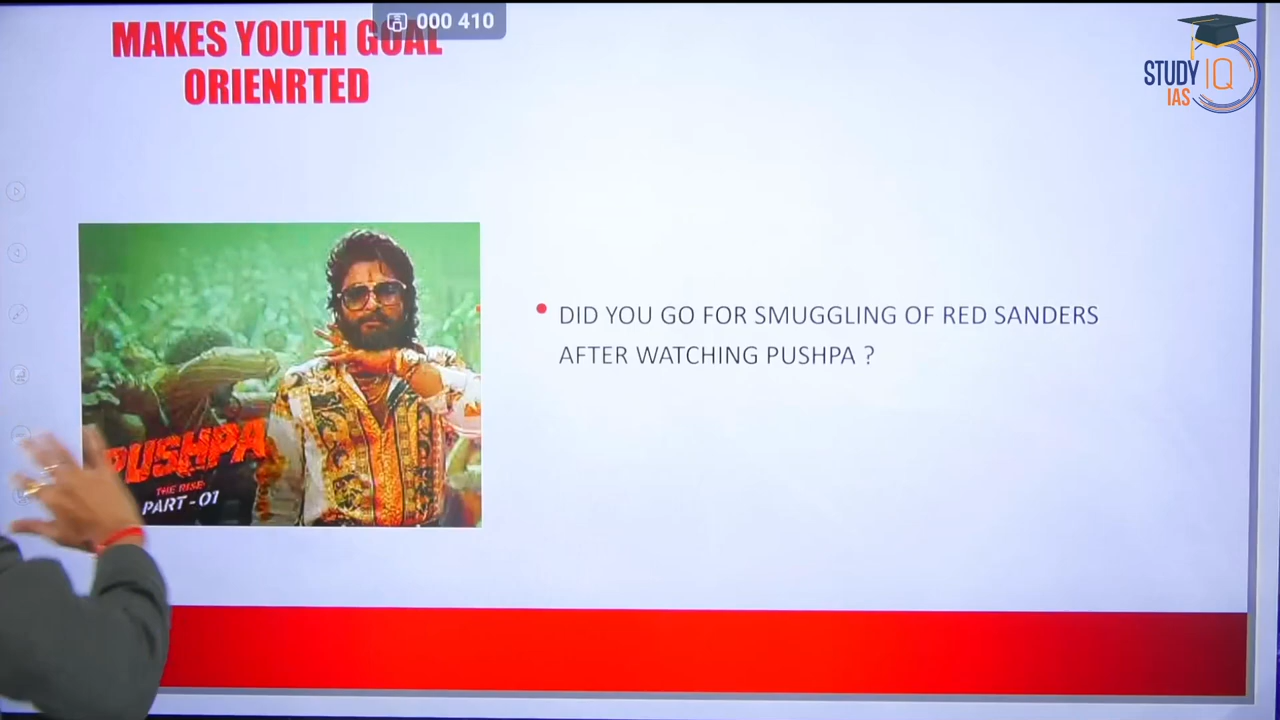 000 410
MAKES YOUTH GOAL
ORIENRTED
STUDY IQ
IAS
DID YOU GO FOR SMUGGLING OF RED SANDERS
AFTER WATCHING PUSHPA ?
PUSHPA
THE RISE
PART - 01